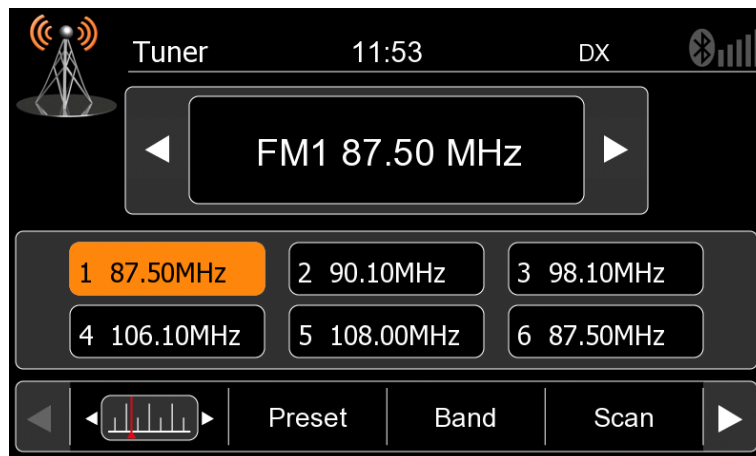 Tuner 11:53 DX
FM1 87.50 MHz
1 87.50MHz 2 90.10MHz 3 98.10MHz
4 106.10MHz 5 108.00MHz 6 87.50MHz
Preset Band Scan